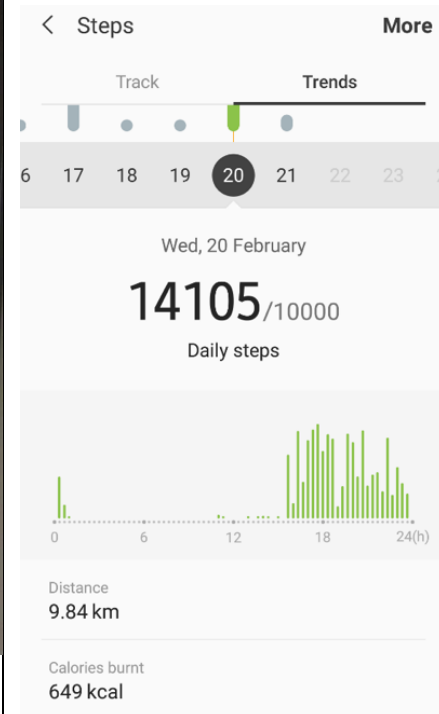 Steps More
Track Trends
6 17 18 19 20 21 22 23
Wed, 20 February
14105/10000
Daily steps
0 6 12 18 24(h)
Distance
9.84 km
Calories burnt
649 kcal